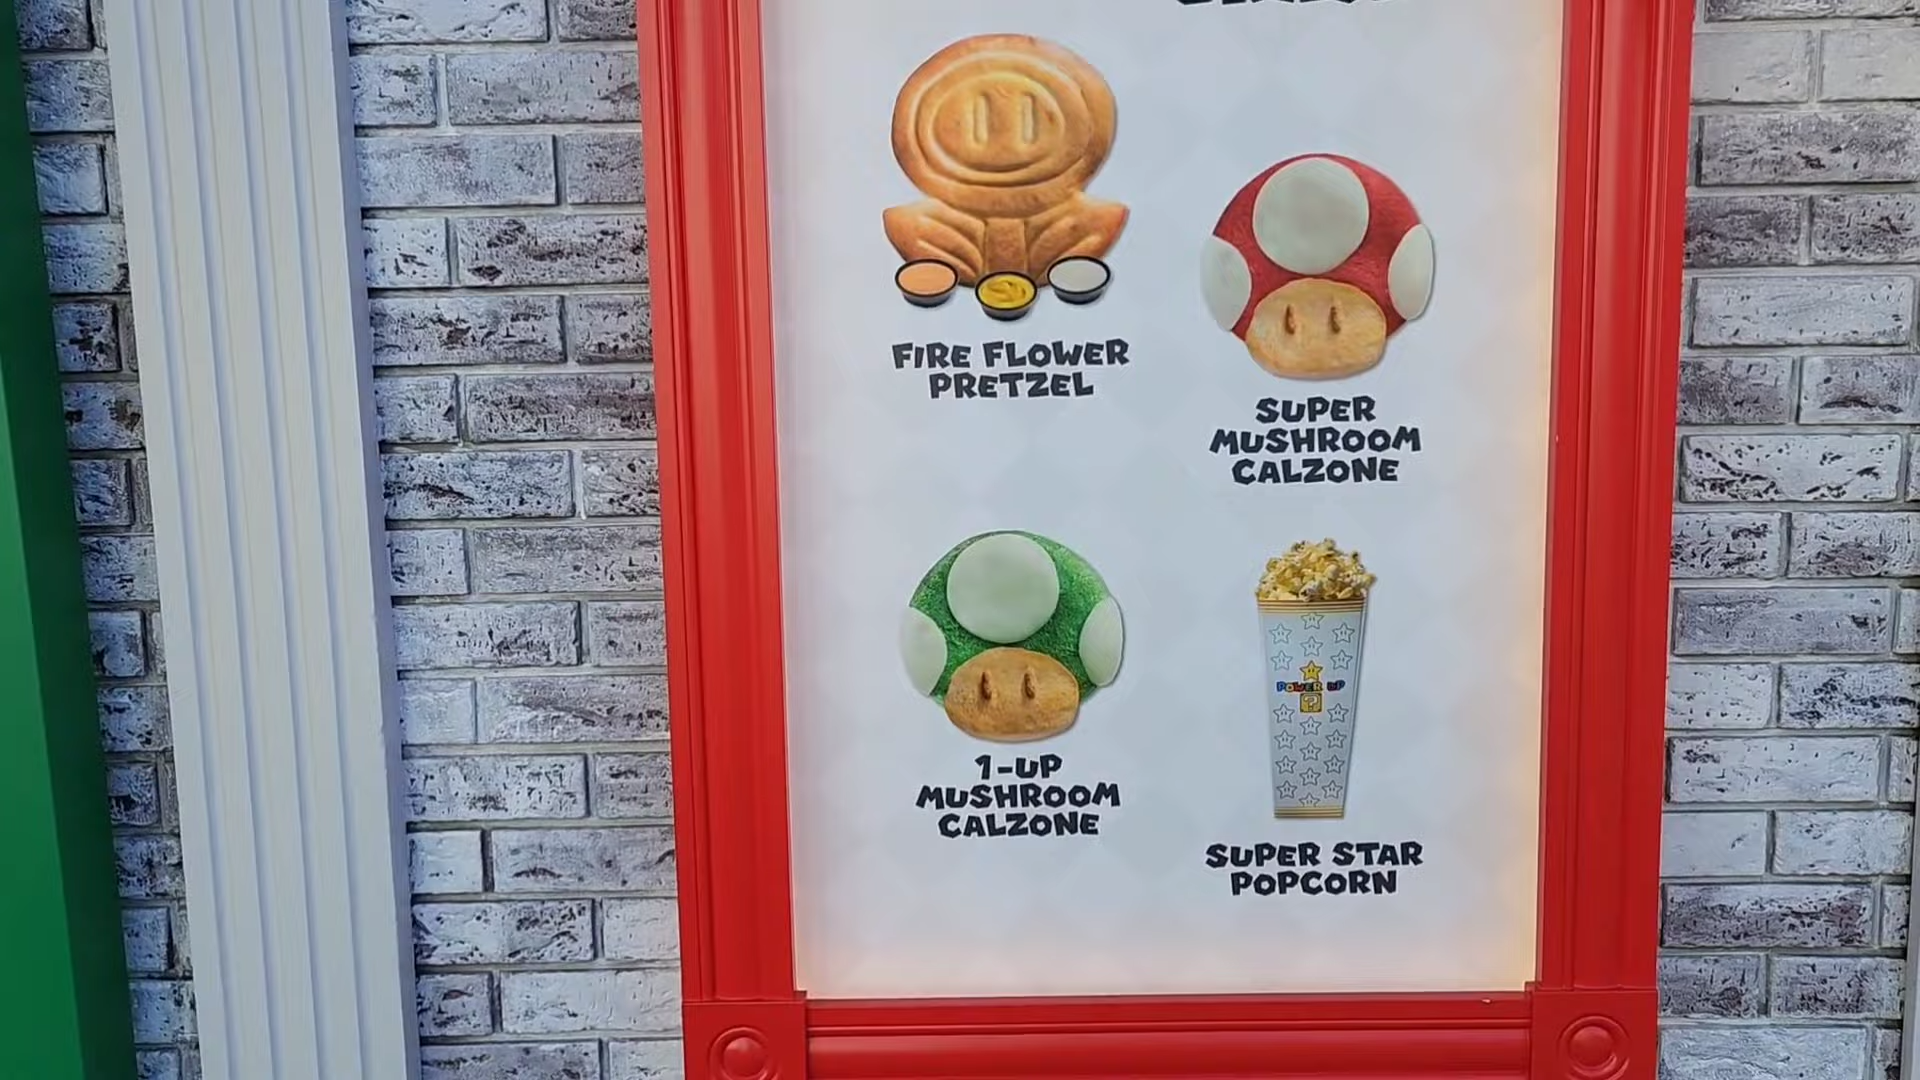 FIRE FLOWER
PRETZEL
SUPER
MUSHROOM
CALZONE
1-UP
MUSHROOM
CALZONE
POWER UP
?
SUPER STAR
POPCORN